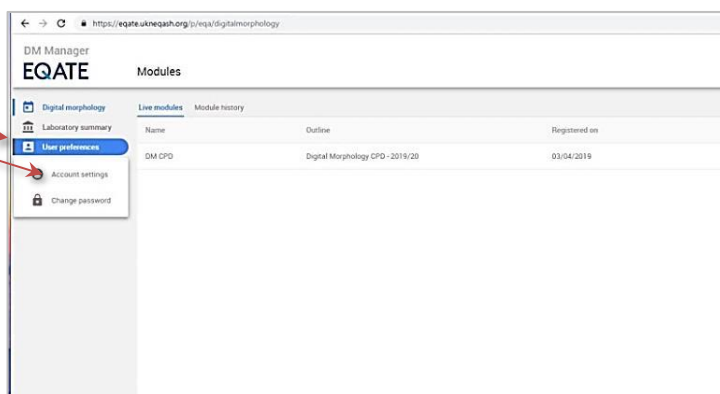 https://eqate.ukneqash.org/p/eqa/digitalmorphology
DM Manager
EQATE
Modules
Digital morphology
Laboratory summary
User preferences
Account settings
Change password
Live modules Module history
Name Outline Registered on
DM CPD Digital Morphology CPD - 2019/20 03/04/2019